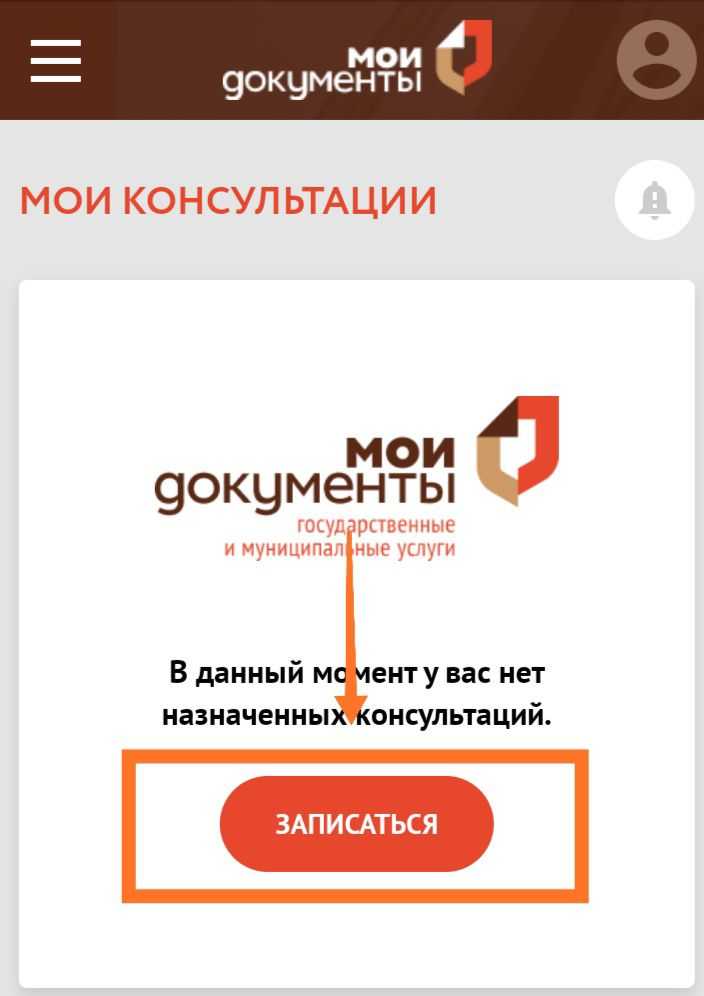 мои
документы
МОИ КОНСУЛЬТАЦИИ
мои
документы
государственные
и муниципальные услуги
В данный момент у вас нет
назначенных консультаций.
ЗАПИСАТЬСЯ